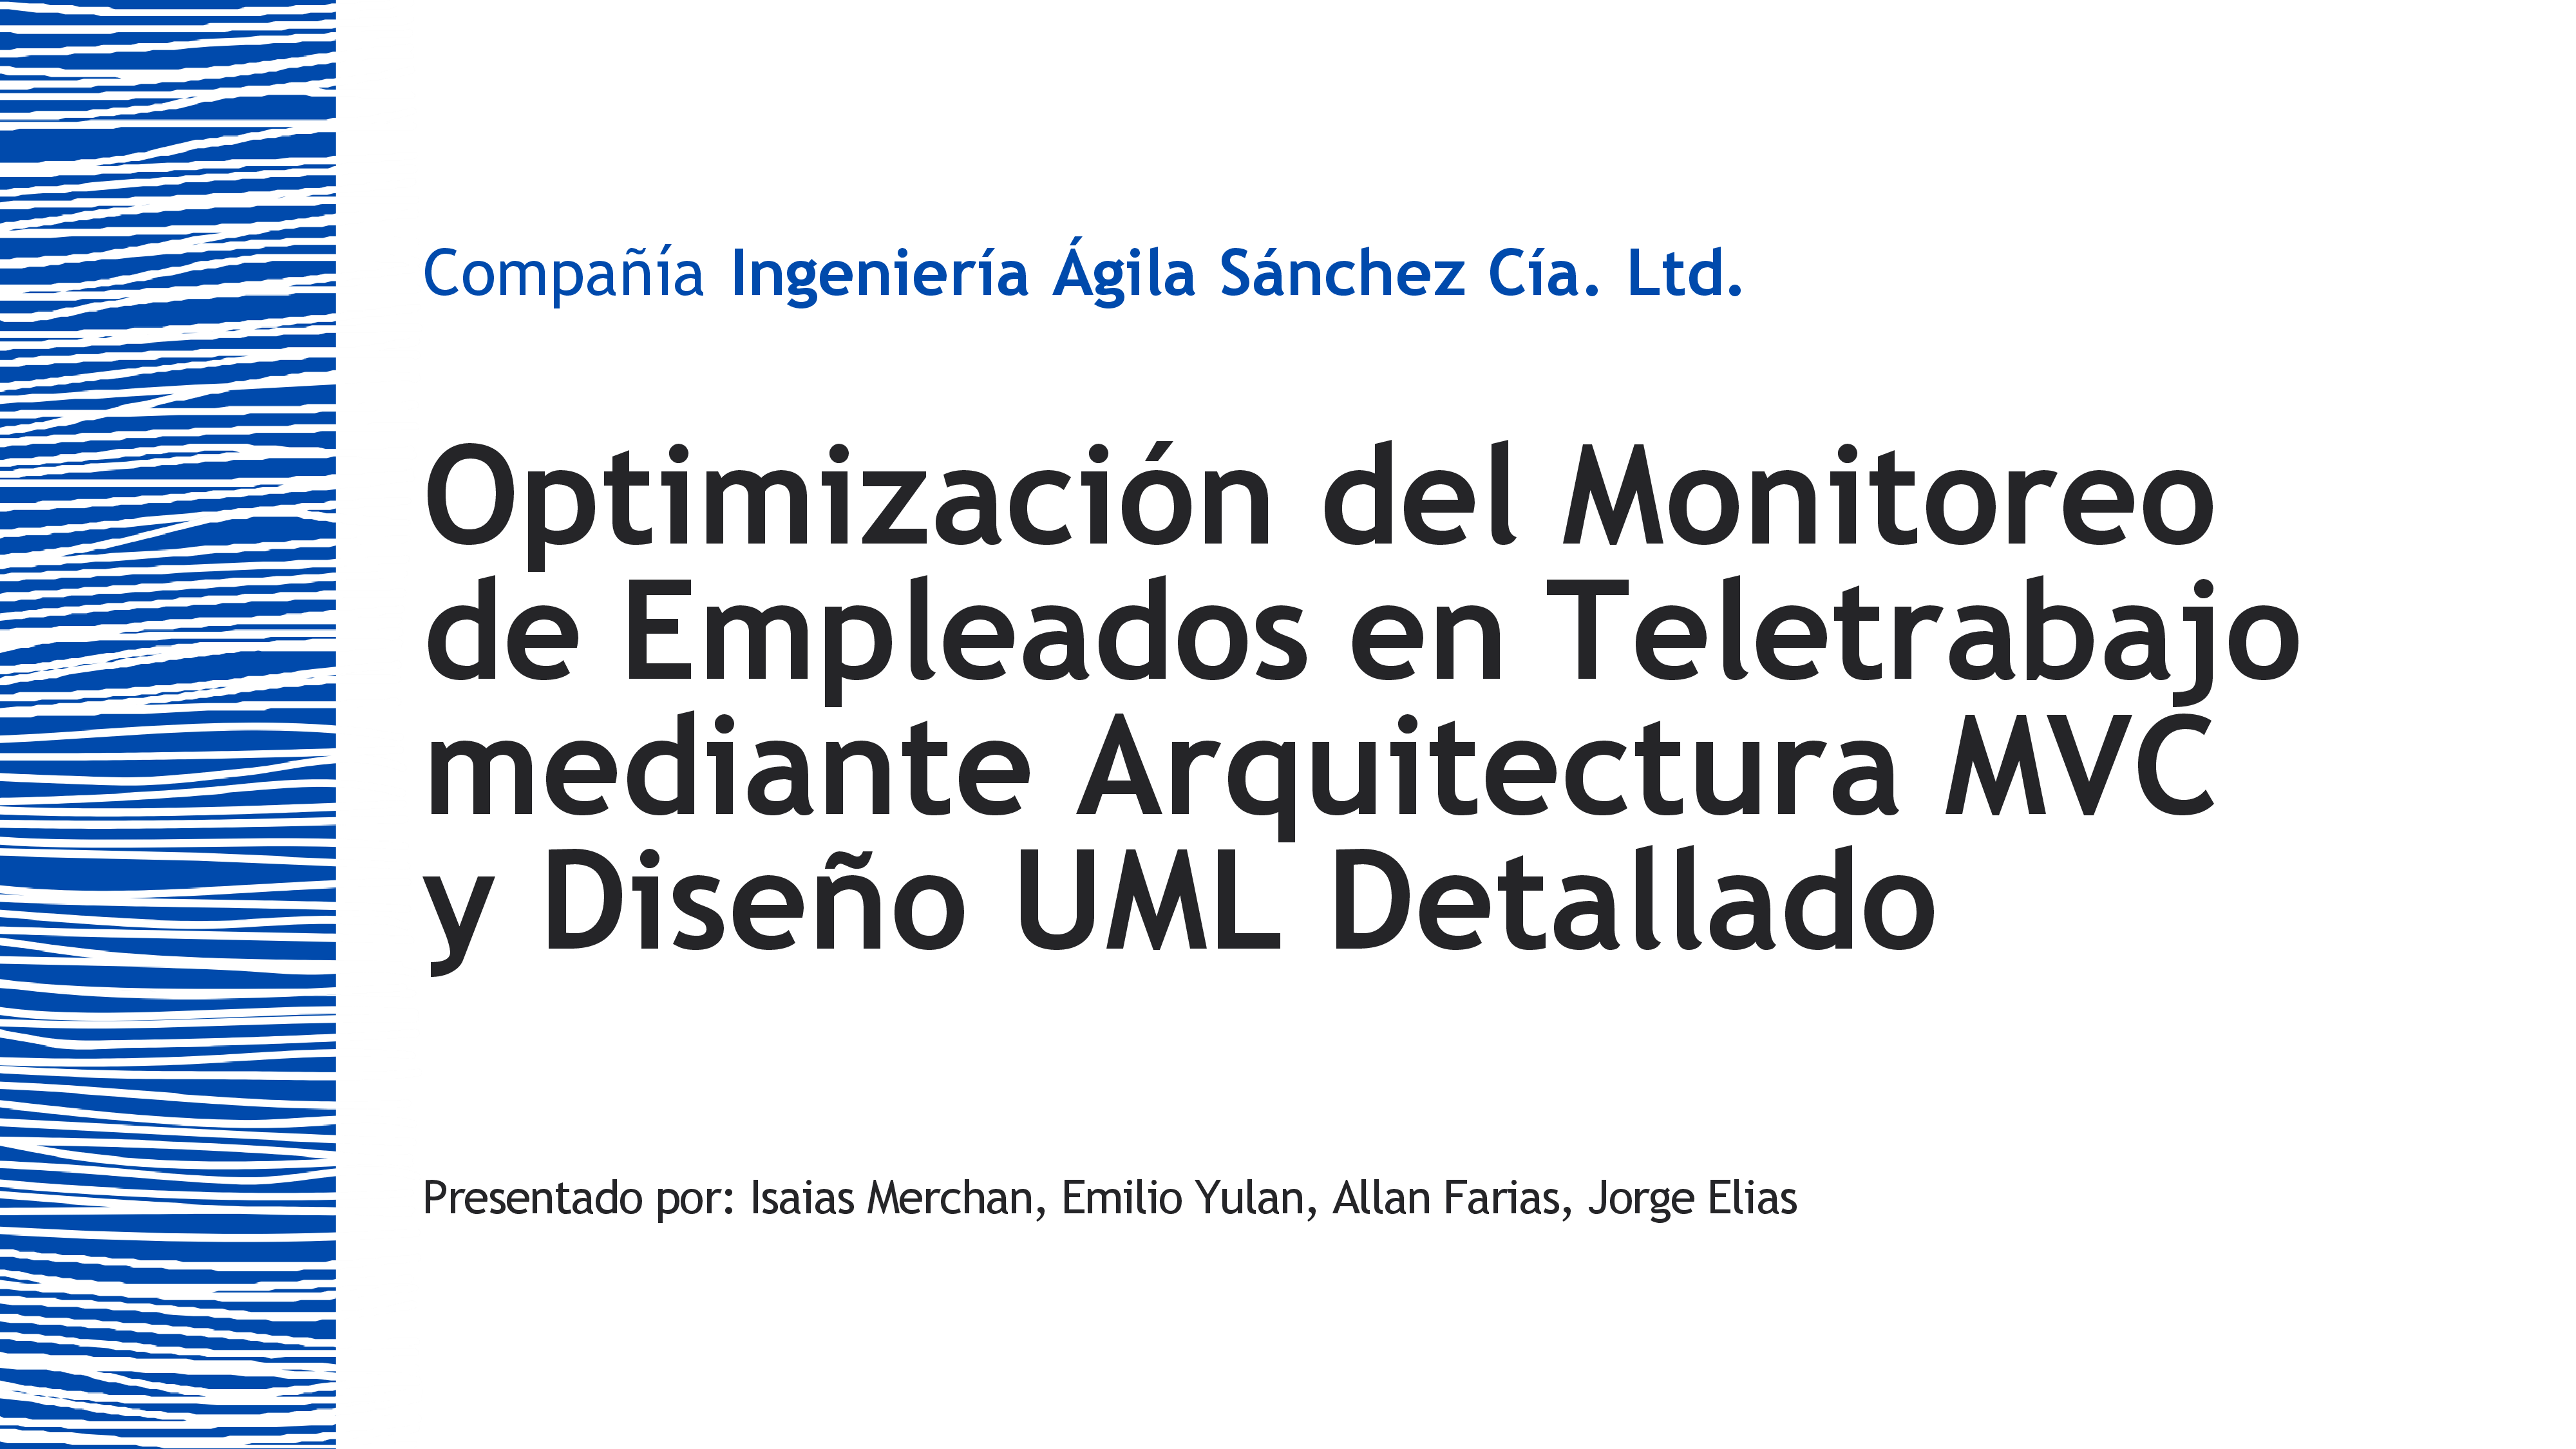 Compañía Ingeniería Ágila Sánchez Cía. Ltd.
Optimización del Monitoreo
de Empleados en Teletrabajo
mediante Arquitectura MVC
y Diseño UML Detallado
Presentado por: Isaias Merchan, Emilio Yulan, Allan Farias, Jorge Elias